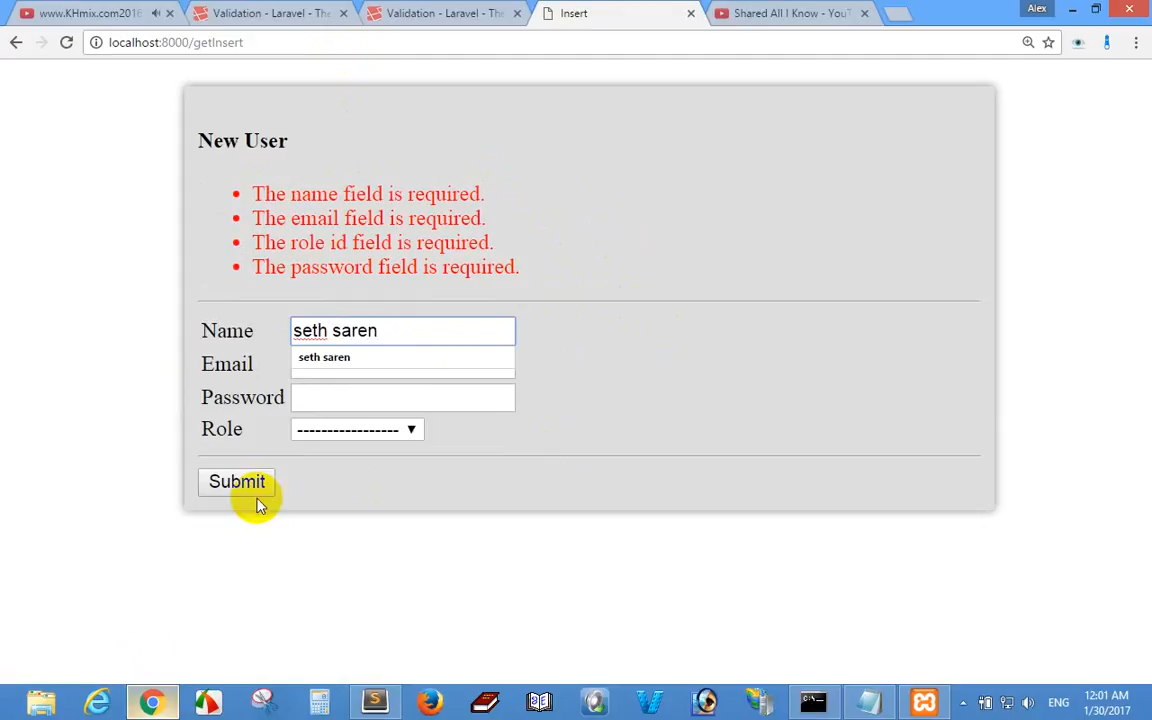 www.KHmix.com2016
Validation - Laravel - The
Validation - Laravel - The
Insert
Shared All I Know - YouT
Alex
localhost:8000/getInsert
New User
The name field is required.
The email field is required.
The role id field is required.
The password field is required.
Name
seth saren
Email
seth saren
Password
Role
----------------- ▼
Submit
ENG
12:01 AM
1/30/2017